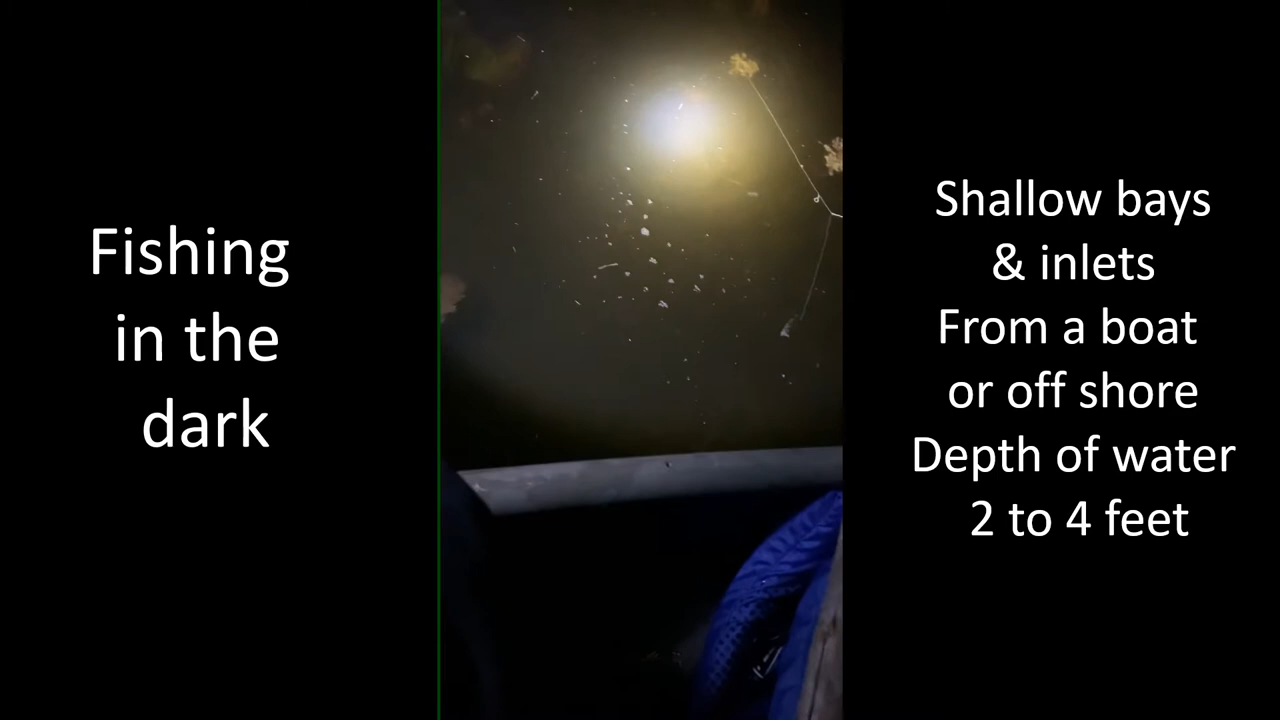 Fishing
in the
dark
Shallow bays
& inlets
From a boat
or off shore
Depth of water
2 to 4 feet